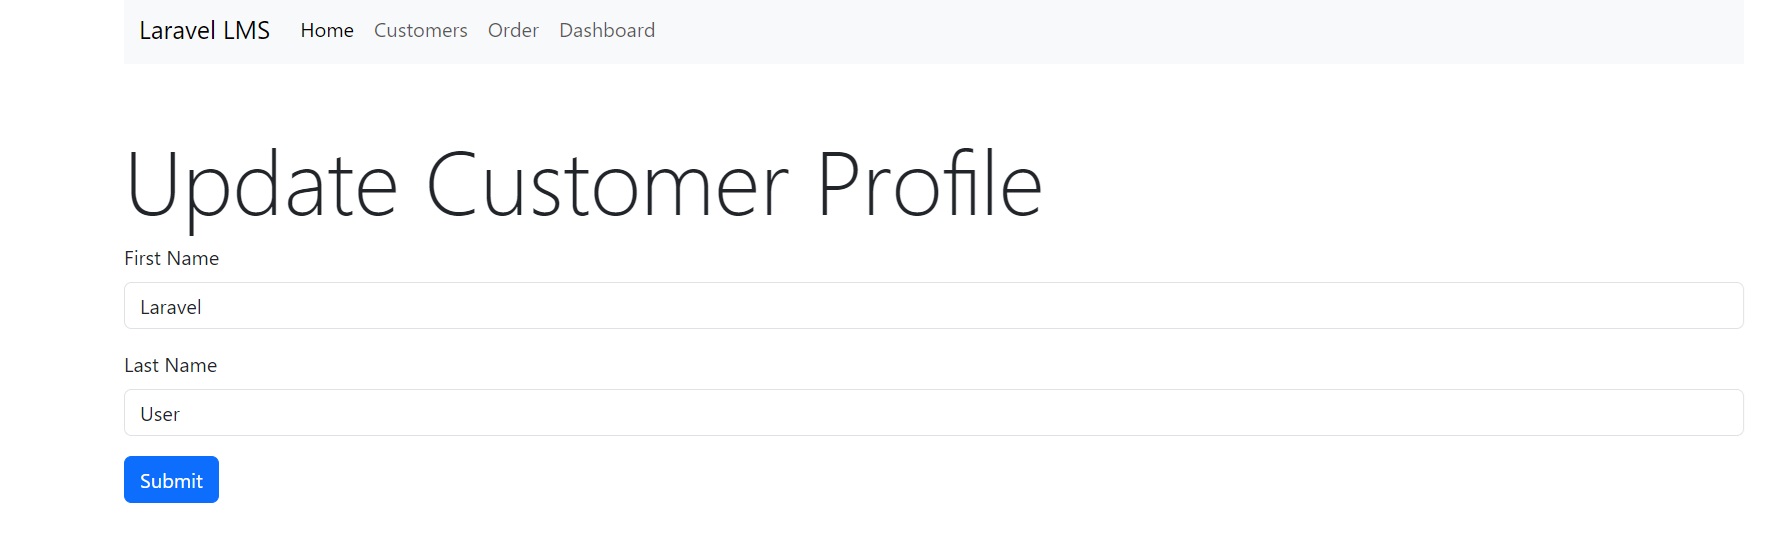 Laravel LMS Home Customers Order Dashboard
Update Customer Profile
First Name
Laravel
Last Name
User
Submit